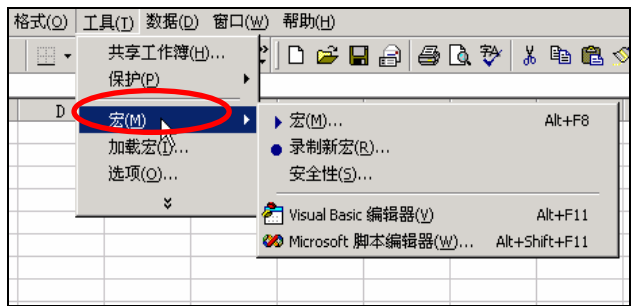 格式(O) 工具(T) 数据(D) 窗口(W) 帮助(H)
共享工作簿(H)...
保护(P)
D
宏(M)
加载宏(I)...
选项(O)...
宏(M)... Alt+F8
录制新宏(R)...
安全性(S)...
Visual Basic 编辑器(V) Alt+F11
Microsoft 脚本编辑器(W)... Alt+Shift+F11